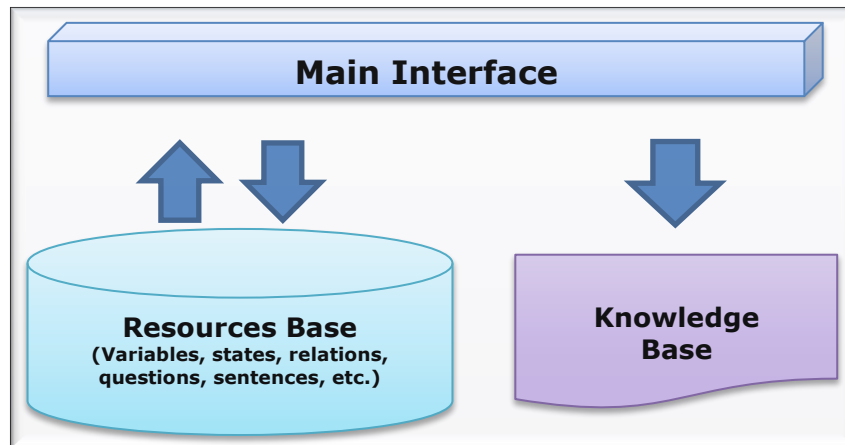 Main Interface
Resources Base
(Variables, states, relations,
questions, sentences, etc.)
Knowledge
Base